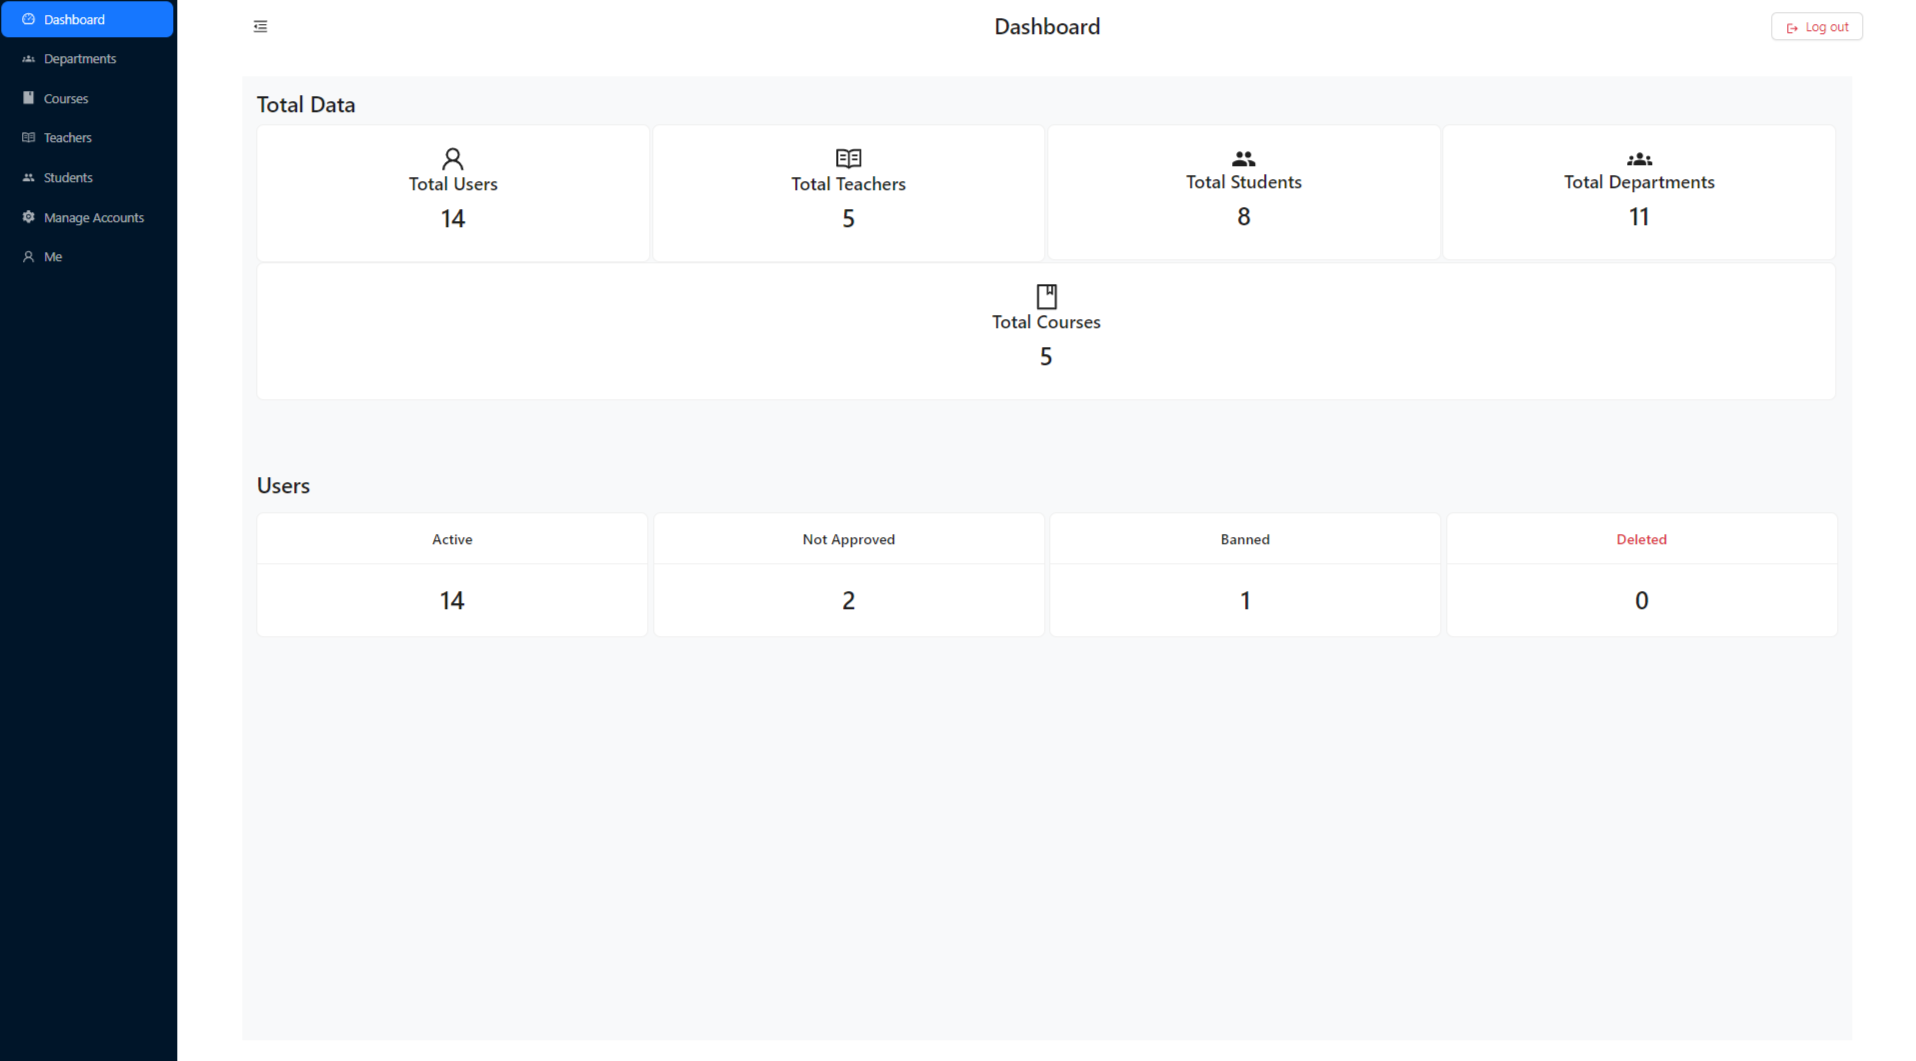 Dashboard
Departments
Courses
Teachers
Students
Manage Accounts
Me
Dashboard
Log out
Total Data
Total Users
14
Total Teachers
5
Total Students
8
Total Departments
11
Total Courses
5
Users
Active
14
Not Approved
2
Banned
1
Deleted
0